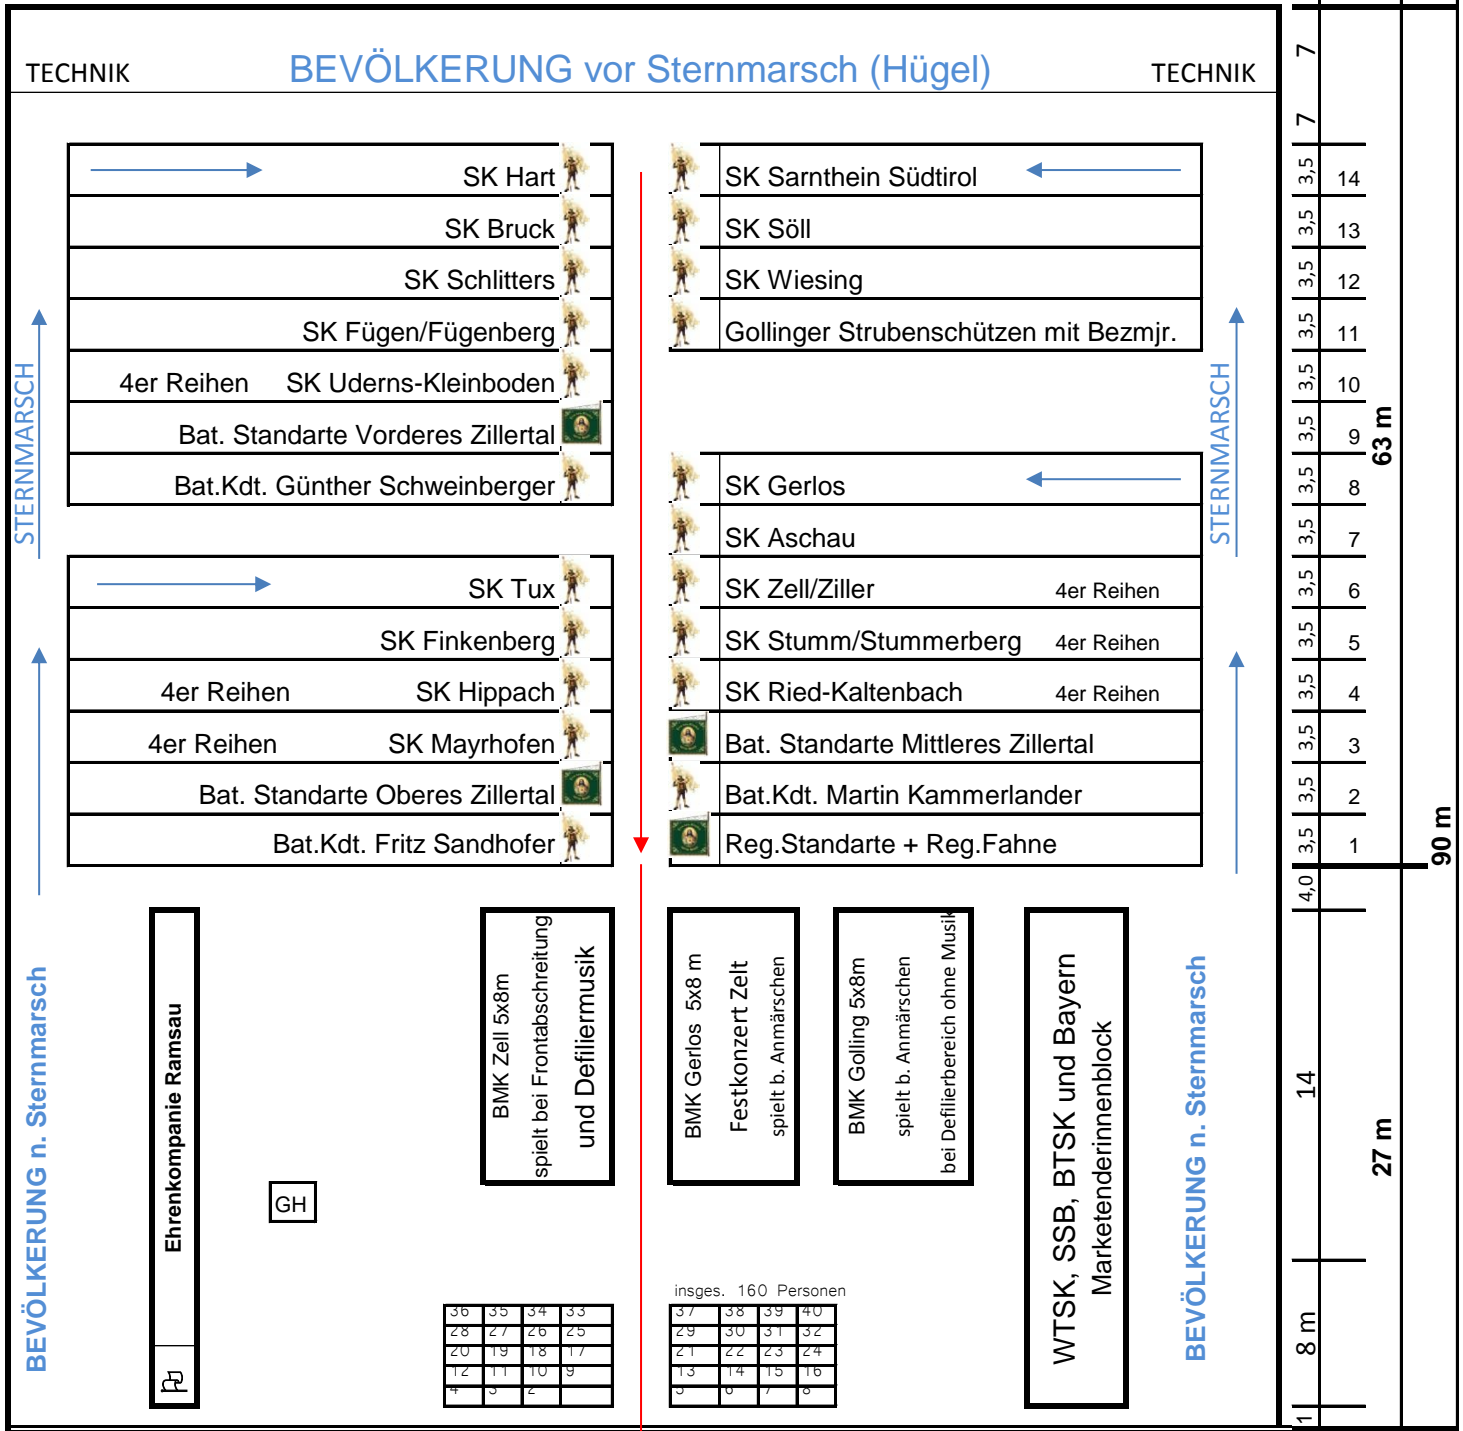 TECHNIK
BEVÖLKERUNG vor Sternmarsch (Hügel)
TECHNIK
SK Hart
SK Bruck
SK Schlitters
SK Fügen/Fügenberg
4er Reihen SK Uderns-Kleinboden
Bat. Standarte Vorderes Zillertal
Bat.Kdt. Günther Schweinberger
SK Tux
SK Finkenberg
4er Reihen SK Hippach
4er Reihen SK Mayrhofen
Bat. Standarte Oberes Zillertal
Bat.Kdt. Fritz Sandhofer
SK Sarnthein Südtirol
SK Söll
SK Wiesing
Gollinger Strubenschützen mit Bezmjr.
SK Gerlos
SK Aschau
SK Zell/Ziller 4er Reihen
SK Stumm/Stummerberg 4er Reihen
SK Ried-Kaltenbach 4er Reihen
Bat. Standarte Mittleres Zillertal
Bat.Kdt. Martin Kammerlander
Reg.Standarte + Reg.Fahne
STERNMARSCH
STERNMARSCH
BEVÖLKERUNG n. Sternmarsch
Ehrenkompanie Ramsau
GH
BMK Zell 5x8m
spielt bei Frontabschreitung
und Defiliermusik
BMK Gerlos 5x8 m
Festkonzert Zelt
spielt b. Anmärschen
BMK Golling 5x8m
spielt b. Anmärschen
bei Defilierbereich ohne Musik
WTSK, SSB, BTSK und Bayern
Marketenderinnenblock
BEVÖLKERUNG n. Sternmarsch
36 35 34 33
28 27 26 25
20 19 18 17
12 11 10 9
4 3 2
insges. 160 Personen
37 38 39 40
29 30 31 32
21 22 23 24
13 14 15 16
5 6 7 8
7
7
3,5 14
3,5 13
3,5 12
3,5 11
3,5 10
3,5 9
3,5 8
3,5 7
3,5 6
3,5 5
3,5 4
3,5 3
3,5 2
3,5 1
4,0
14
8 m
1
63 m
27 m
90 m